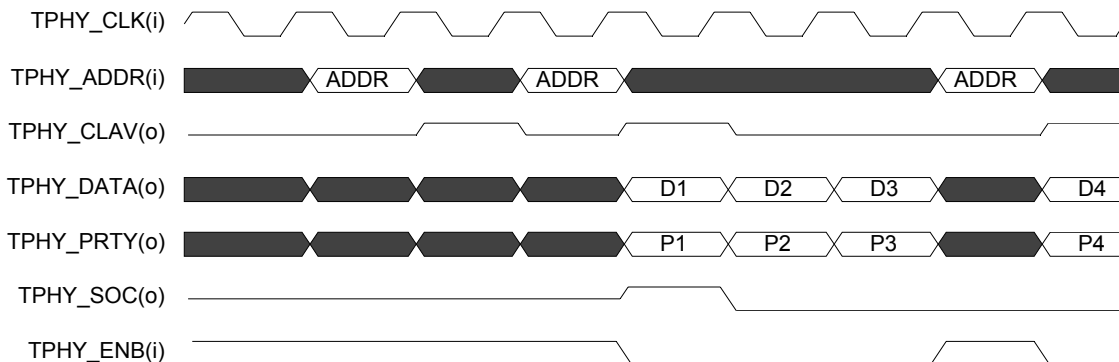 TPHY_CLK(i)
TPHY_ADDR(i) ADDR ADDR ADDR
TPHY_CLAV(o)
TPHY_DATA(o) D1 D2 D3 D4
TPHY_PRTY(o) P1 P2 P3 P4
TPHY_SOC(o)
TPHY_ENB(i)